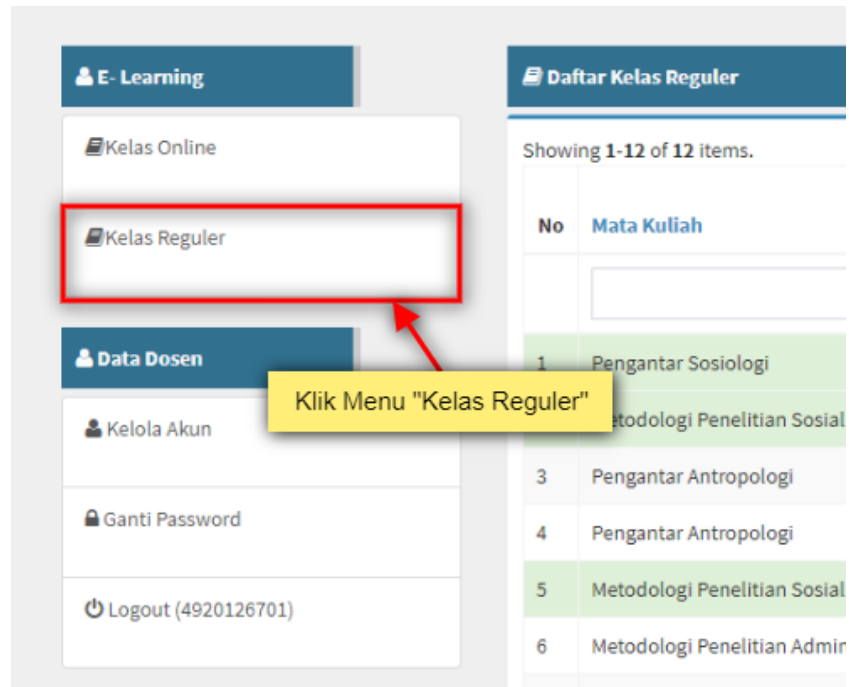 E- Learning
Kelas Online
Kelas Reguler
Data Dosen
Kelola Akun
Ganti Password
Logout (4920126701)
Klik Menu "Kelas Reguler"
Daftar Kelas Reguler
Showing 1-12 of 12 items.
No Mata Kuliah
1 Pengantar Sosiologi
Penelitian Sosial
3 Pengantar Antropologi
4 Pengantar Antropologi
5 Metodologi Penelitian Sosial
6 Metodologi Penelitian